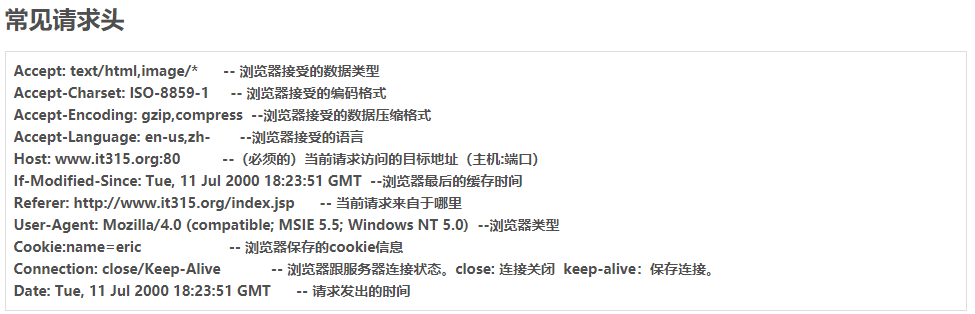 常见请求头
Accept: text/html,image/* -- 浏览器接受的数据类型
Accept-Charset: ISO-8859-1 -- 浏览器接受的编码格式
Accept-Encoding: gzip,compress --浏览器接受的数据压缩格式
Accept-Language: en-us,zh- --浏览器接受的语言
Host: www.it315.org:80 --（必须的）当前请求访问的目标地址（主机:端口）
If-Modified-Since: Tue, 11 Jul 2000 18:23:51 GMT --浏览器最后的缓存时间
Referer: http://www.it315.org/index.jsp -- 当前请求来自于哪里
User-Agent: Mozilla/4.0 (compatible; MSIE 5.5; Windows NT 5.0) --浏览器类型
Cookie:name=eric -- 浏览器保存的cookie信息
Connection: close/Keep-Alive -- 浏览器跟服务器连接状态。close: 连接关闭 keep-alive：保存连接。
Date: Tue, 11 Jul 2000 18:23:51 GMT -- 请求发出的时间